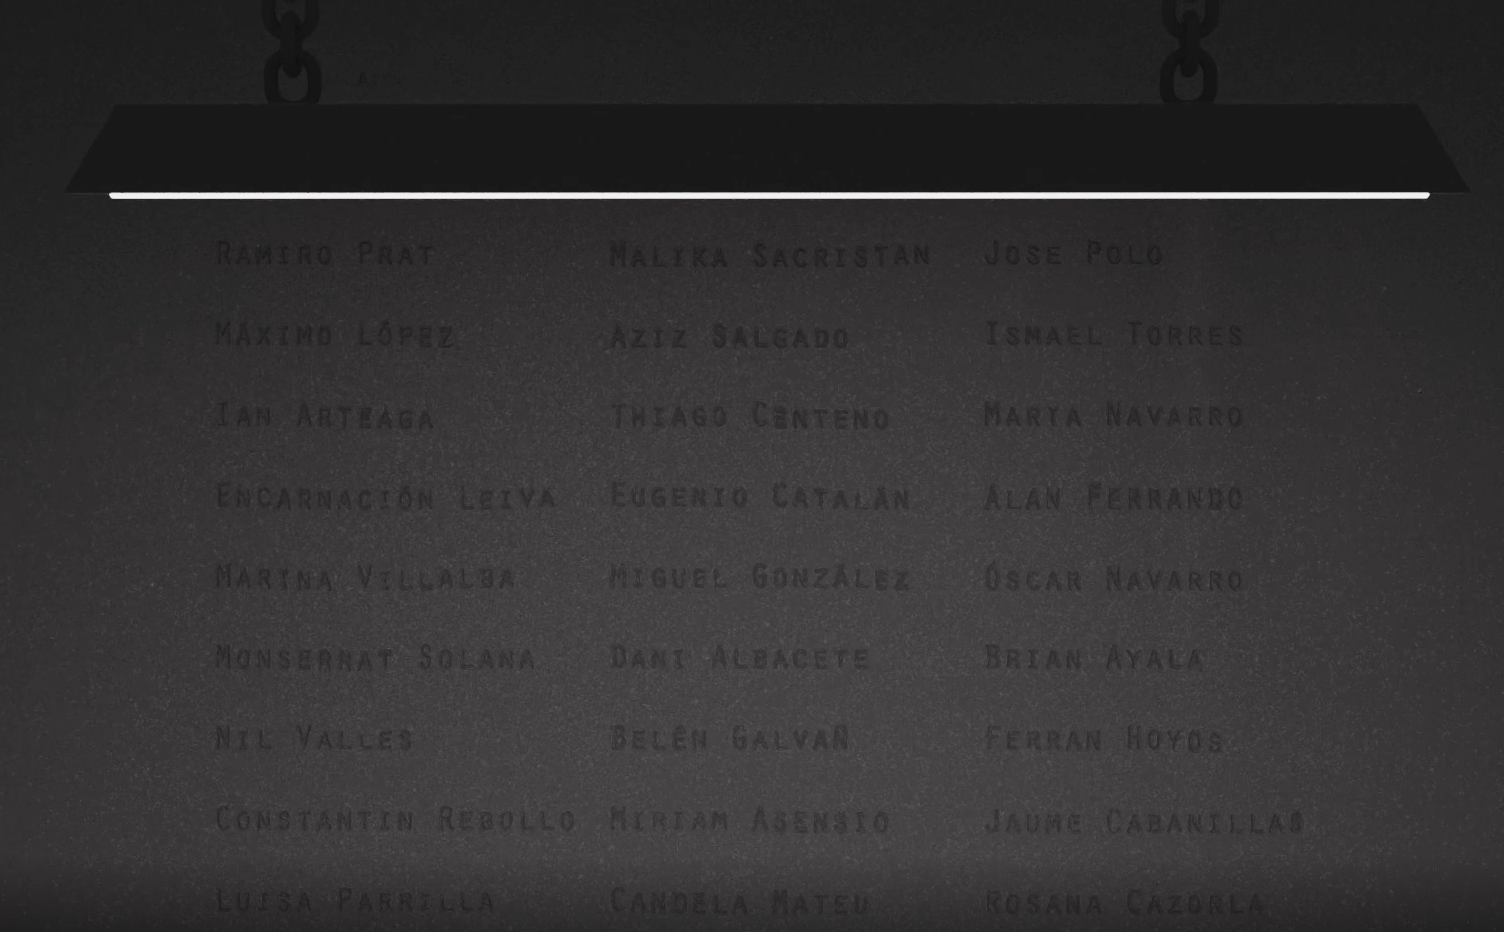 Ramiro Prat Malika Sacristan Jose Polo
Máximo López Aziz Salgado Ismael Torres
Ian Arteaga Thiago Centeno Marta Navarro
Encarnación Leiva Eugenio Catalán Alan Ferrando
Marina Villalba Miguel González Óscar Navarro
Monserrat Solana Dani Albacete Brian Ayala
Nil Valles Belén Galvañ Ferran Hoyos
Constantin Rebollo Miriam Asensio Jaume Cabanillas
Luisa Parrilla Candela Mateu Rosana Cazorla